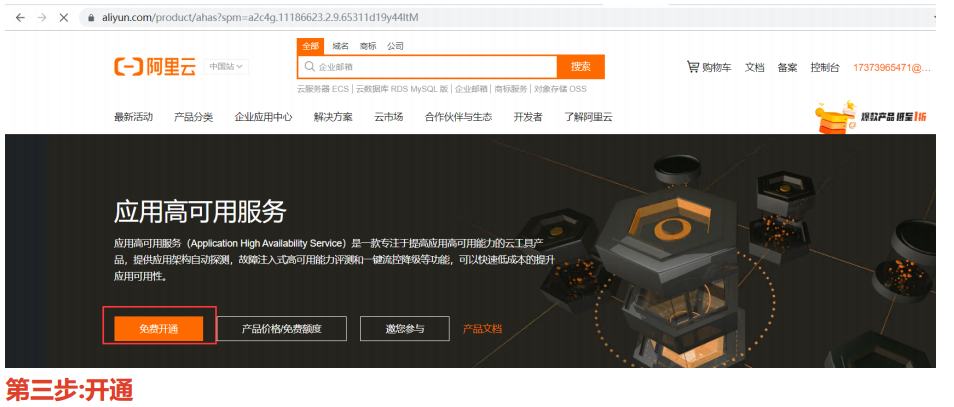 aliyun.com/product/ahas?spm=a2c4g.11186623.2.9.65311d19y44ItM
全部 域名 商标 公司
阿里云 中国站 企业邮箱 搜索 购物车 文档 备案 控制台 17373965471@...
云服务器 ECS | 云数据库 RDS MySQL 版 | 企业邮箱 | 商标服务 | 对象存储 OSS
最新活动 产品分类 企业应用中心 解决方案 云市场 合作伙伴与生态 开发者 了解阿里云 爆款产品低至1折
应用高可用服务
应用高可用服务（Application High Availability Service）是一款专注于提高应用高可用能力的云工具产
品，提供应用架构自动探测，故障注入式高可用能力评测和一键流控降级等功能，可以快速低成本的提升
应用可用性。
免费开通 产品价格/免费额度 邀您参与 产品文档
第三步:开通